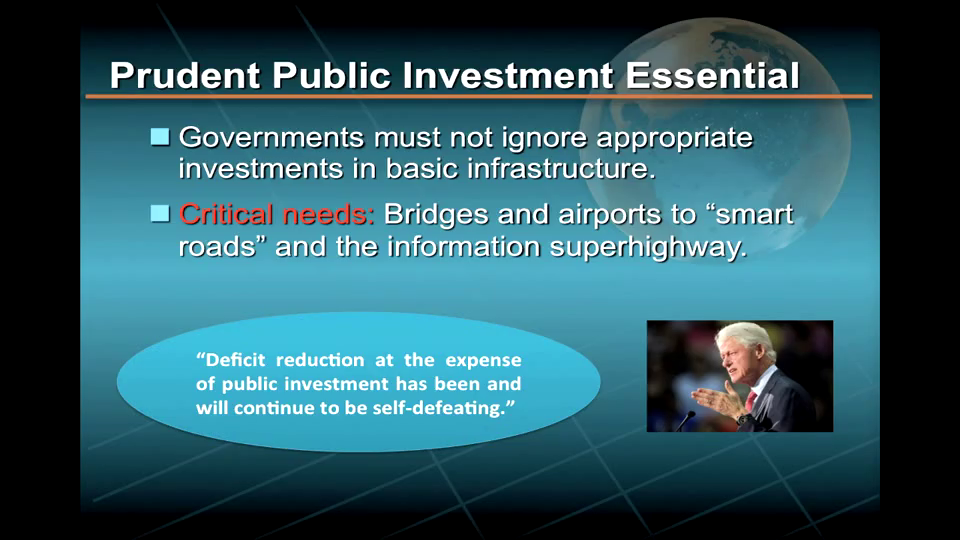 Prudent Public Investment Essential
Governments must not ignore appropriate
investments in basic infrastructure.
Critical needs: Bridges and airports to “smart
roads” and the information superhighway.
“Deficit reduction at the expense
of public investment has been and
will continue to be self-defeating.”